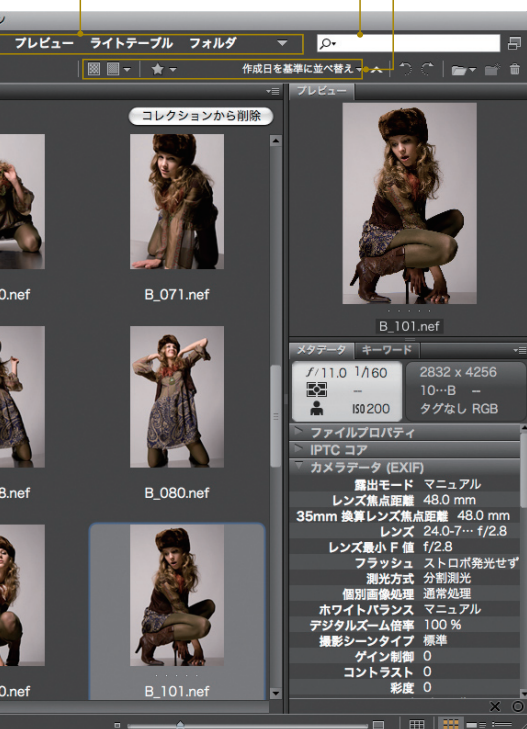 プレビュー ライトテーブル フォルダ
作成日を基準に並べ替え
コレクションから削除
プレビュー
0.nef
B_071.nef
B_101.nef
メタデータ キーワード
f/11.0 1/160
--
ISO200
2832 x 4256
10…B --
タグなし RGB
8.nef
B_080.nef
ファイルプロパティ
IPTC コア
カメラデータ (EXIF)
露出モード マニュアル
レンズ焦点距離 48.0 mm
35mm 換算レンズ焦点距離 48.0 mm
レンズ 24.0-7… f/2.8
レンズ最小 F 値 f/2.8
フラッシュ ストロボ発光せず
測光方式 分割測光
個別画像処理 通常処理
ホワイトバランス マニュアル
デジタルズーム倍率 100 %
撮影シーンタイプ 標準
ゲイン制御 0
コントラスト 0
彩度 0
0.nef
B_101.nef